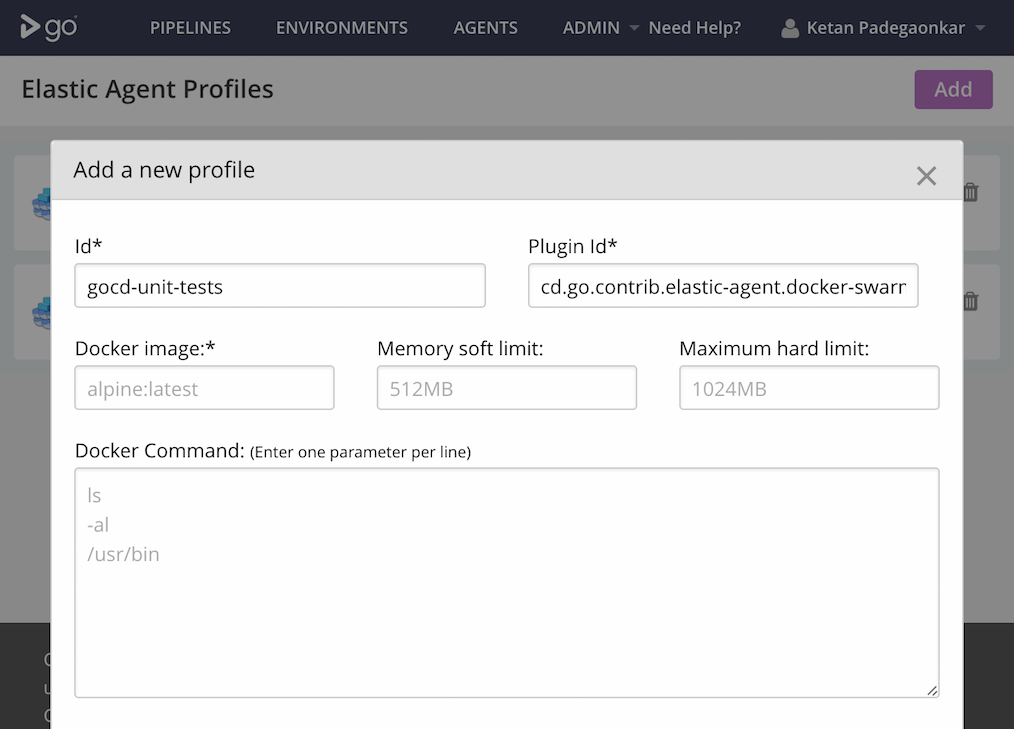 go PIPELINES ENVIRONMENTS AGENTS ADMIN Need Help? Ketan Padegaonkar
Elastic Agent Profiles Add
Add a new profile
Id* Plugin Id*
gocd-unit-tests cd.go.contrib.elastic-agent.docker-swarm
Docker image:* Memory soft limit: Maximum hard limit:
alpine:latest 512MB 1024MB
Docker Command: (Enter one parameter per line)
ls
-al
/usr/bin